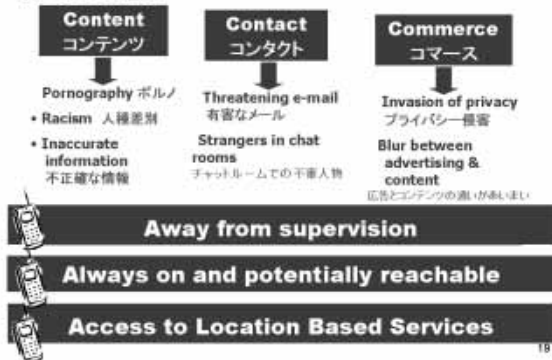 Content
コンテンツ
Pornography ポルノ
• Racism 人種差別
• Inaccurate
information
不正確な情報
Contact
コンタクト
Threatening e-mail
有害なメール
Strangers in chat
rooms
チャットルームでの不審人物
Commerce
コマース
Invasion of privacy
プライバシー侵害
Blur between
advertising &
content
広告とコンテンツの違いがあいまい
Away from supervision
Always on and potentially reachable
Access to Location Based Services
19